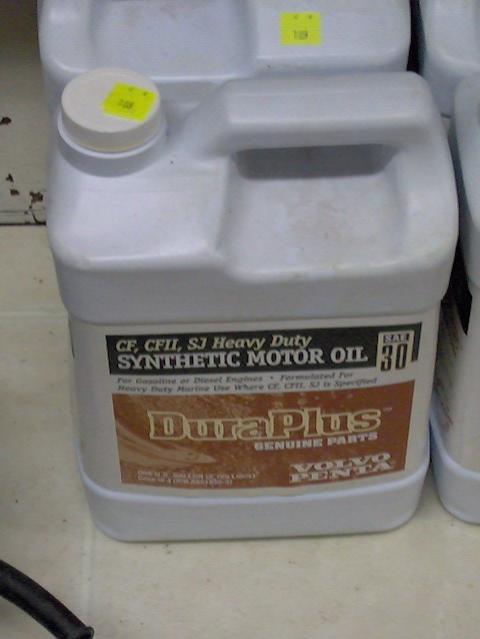 CF, CFII, SJ Heavy Duty
SYNTHETIC MOTOR OIL
SAE
30
For Gasoline or Diesel Engines • Formulated For
Heavy Duty Marine Use Where CF, CFII, SJ is Specified
DuraPlus
GENUINE PARTS
VOLVO
PENTA